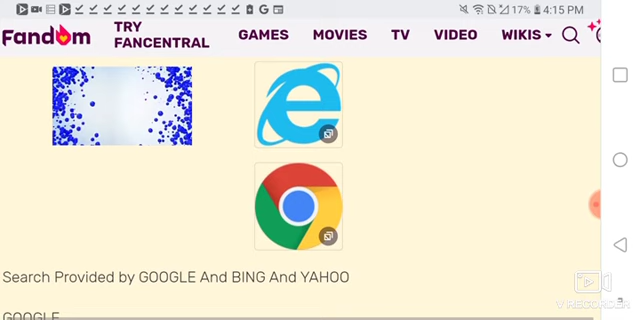 17% 4:15 PM
Fandom
TRY FANCENTRAL
GAMES
MOVIES
TV
VIDEO
WIKIS
Search Provided by GOOGLE And BING And YAHOO
GOOGLE
V RECORDER